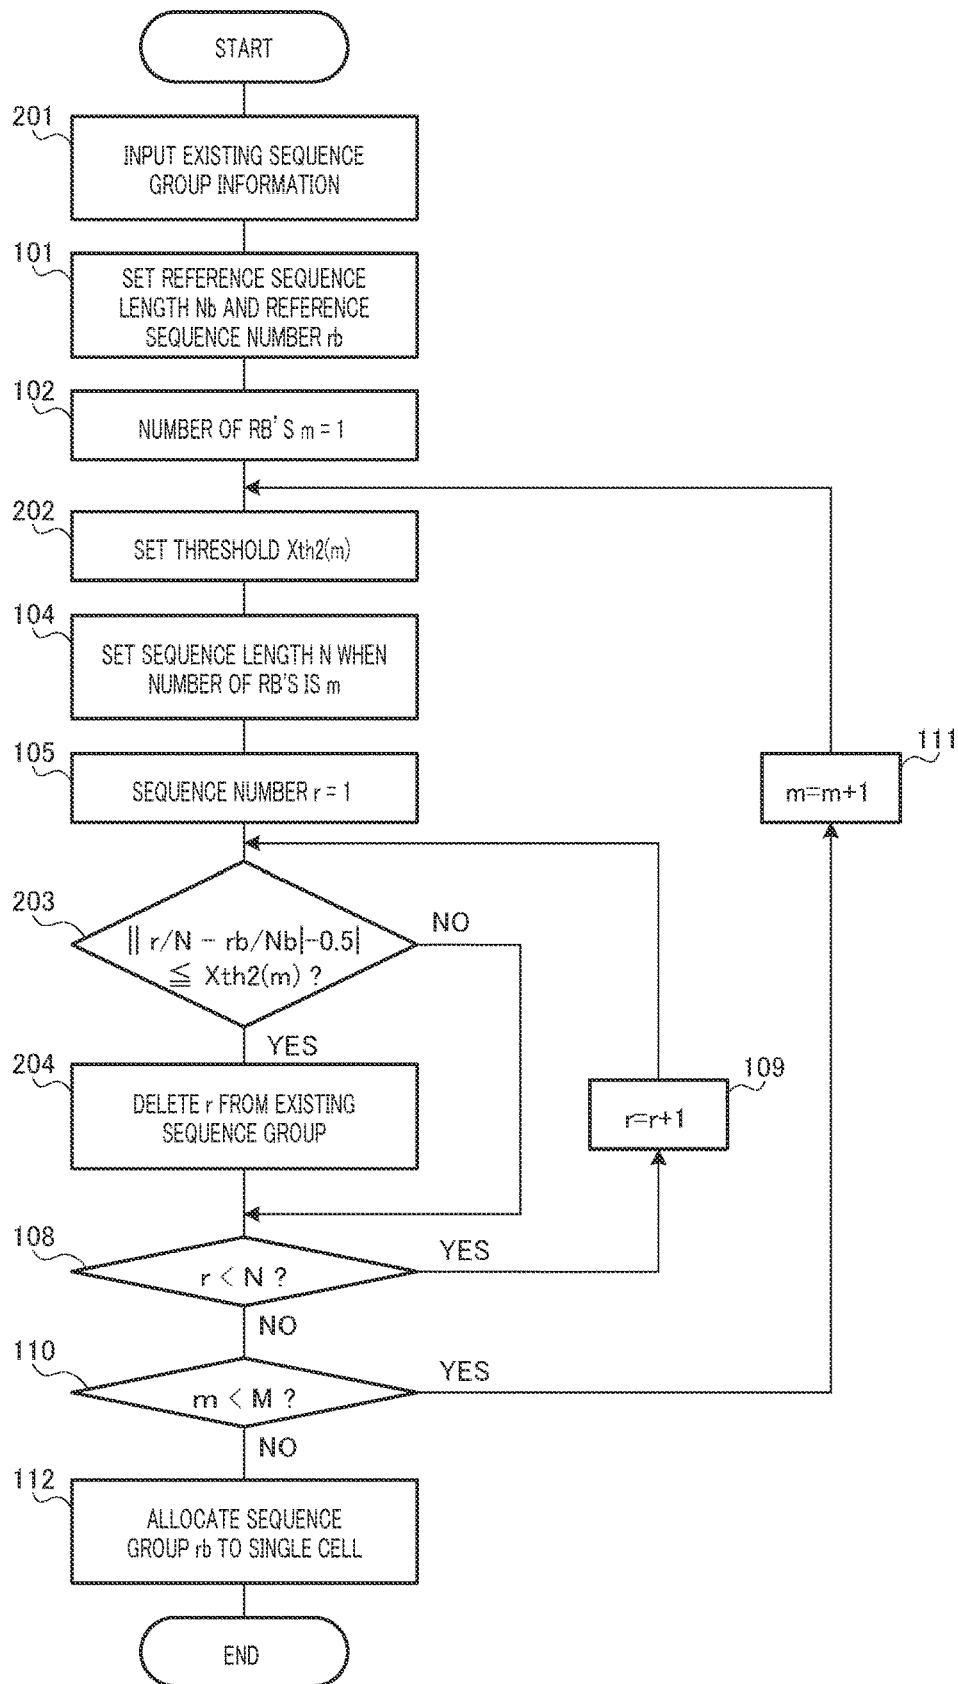 START
201
INPUT EXISTING SEQUENCE
GROUP INFORMATION
101
SET REFERENCE SEQUENCE
LENGTH Nb AND REFERENCE
SEQUENCE NUMBER rb
102
NUMBER OF RB'S m = 1
202
SET THRESHOLD Xth2(m)
104
SET SEQUENCE LENGTH N WHEN
NUMBER OF RB'S IS m
105
SEQUENCE NUMBER r = 1
111
m=m+1
203
|| r/N - rb/Nb|-0.5|
≦ Xth2(m) ?
NO
YES
204
DELETE r FROM EXISTING
SEQUENCE GROUP
109
r=r+1
108
r < N ?
YES
NO
110
m < M ?
YES
NO
112
ALLOCATE SEQUENCE
GROUP rb TO SINGLE CELL
END